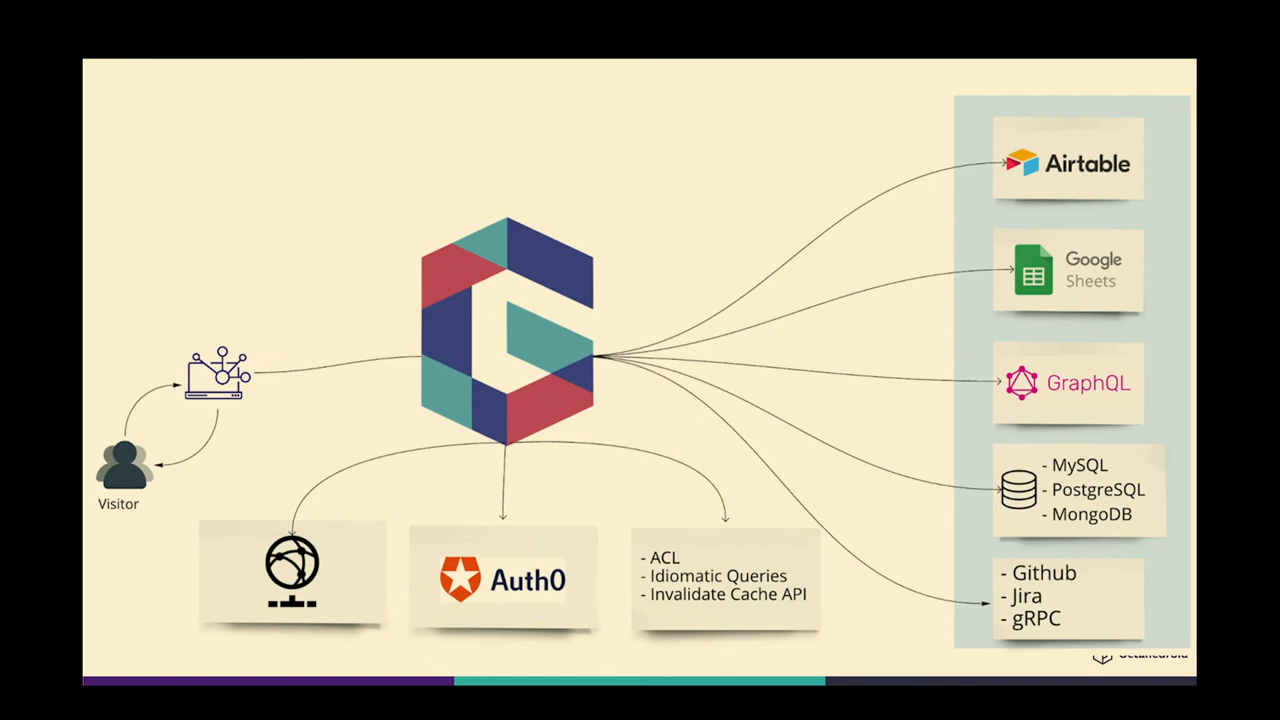 Airtable
Google
Sheets
GraphQL
- MySQL
- PostgreSQL
- MongoDB
- Github
- Jira
- gRPC
Visitor
Auth0
- ACL
- Idiomatic Queries
- Invalidate Cache API